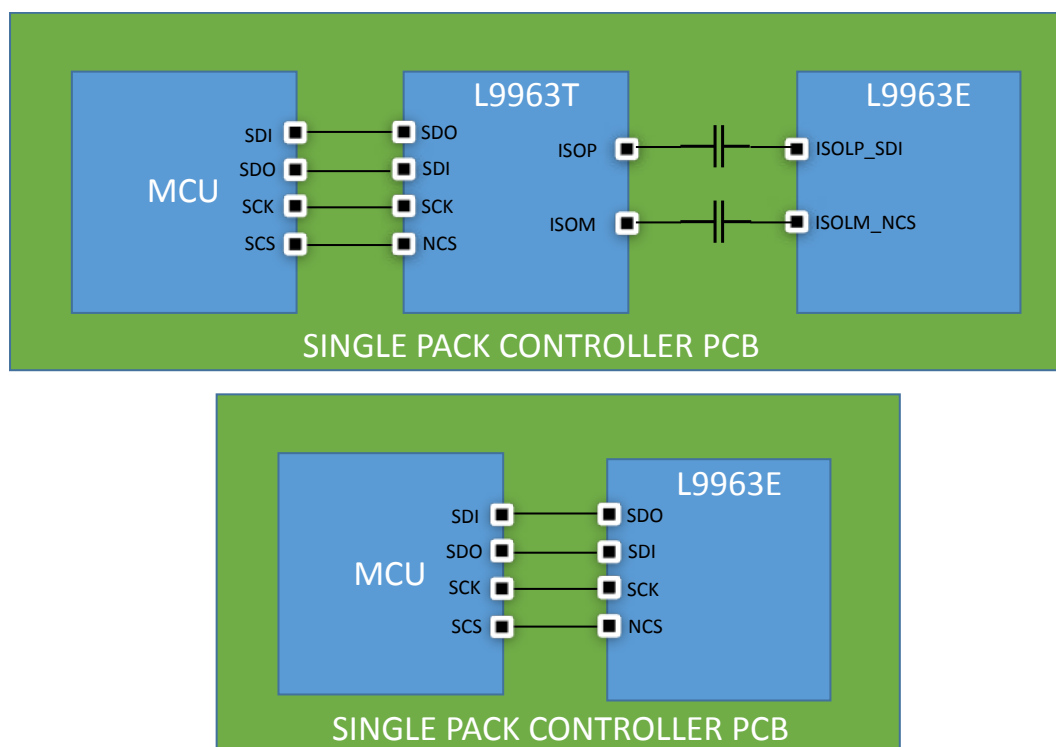 L9963T
L9963E
SDI
SDO
MCU
SDO
SDI
SCK
SCK
SCS
NCS
ISOP
ISOLP_SDI
ISOM
ISOLM_NCS
SINGLE PACK CONTROLLER PCB
L9963E
SDI
SDO
MCU
SDO
SDI
SCK
SCK
SCS
NCS
SINGLE PACK CONTROLLER PCB